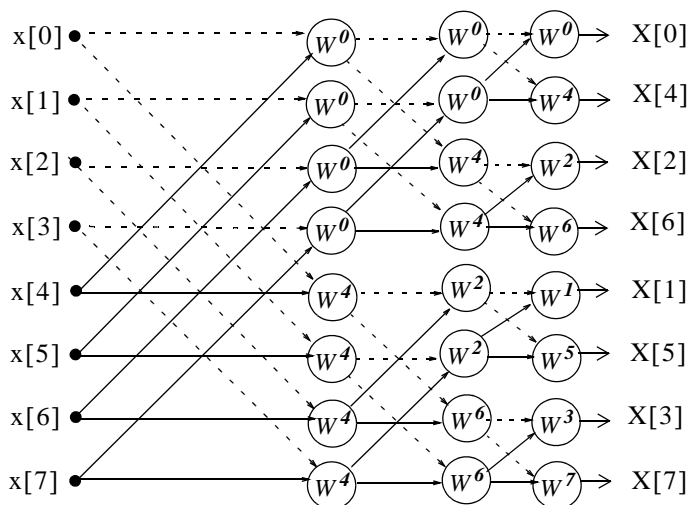 x[0] W⁰ W⁰ W⁰ X[0]
x[1] W⁰ W⁰ W⁴ X[4]
x[2] W⁰ W⁴ W² X[2]
x[3] W⁰ W⁴ W⁶ X[6]
x[4] W⁴ W² W¹ X[1]
x[5] W⁴ W² W⁵ X[5]
x[6] W⁴ W⁶ W³ X[3]
x[7] W⁴ W⁶ W⁷ X[7]